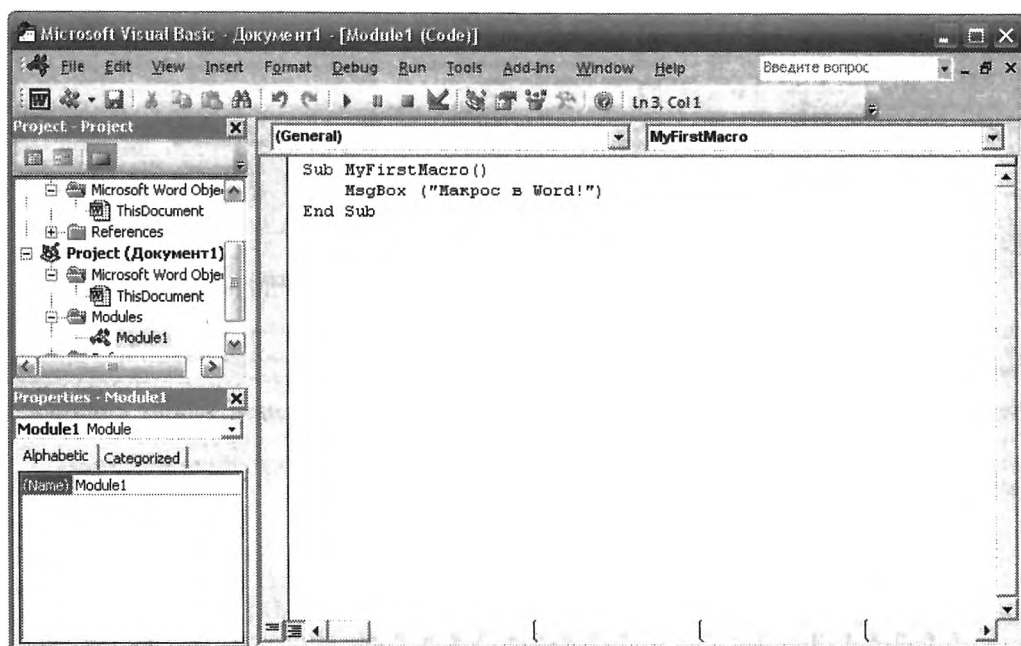 Microsoft Visual Basic - Документ1 - [Module1 (Code)]
File Edit View Insert Format Debug Run Tools Add-Ins Window Help Введите вопрос
Ln 3, Col 1
Project - Project
(General) MyFirstMacro
Microsoft Word Obje
ThisDocument
References
Project (Документ1)
Microsoft Word Obje
ThisDocument
Modules
Module1
Properties - Module1
Module1 Module
Alphabetic Categorized
(Name) Module1
Sub MyFirstMacro()
MsgBox ("Макрос в Word!")
End Sub